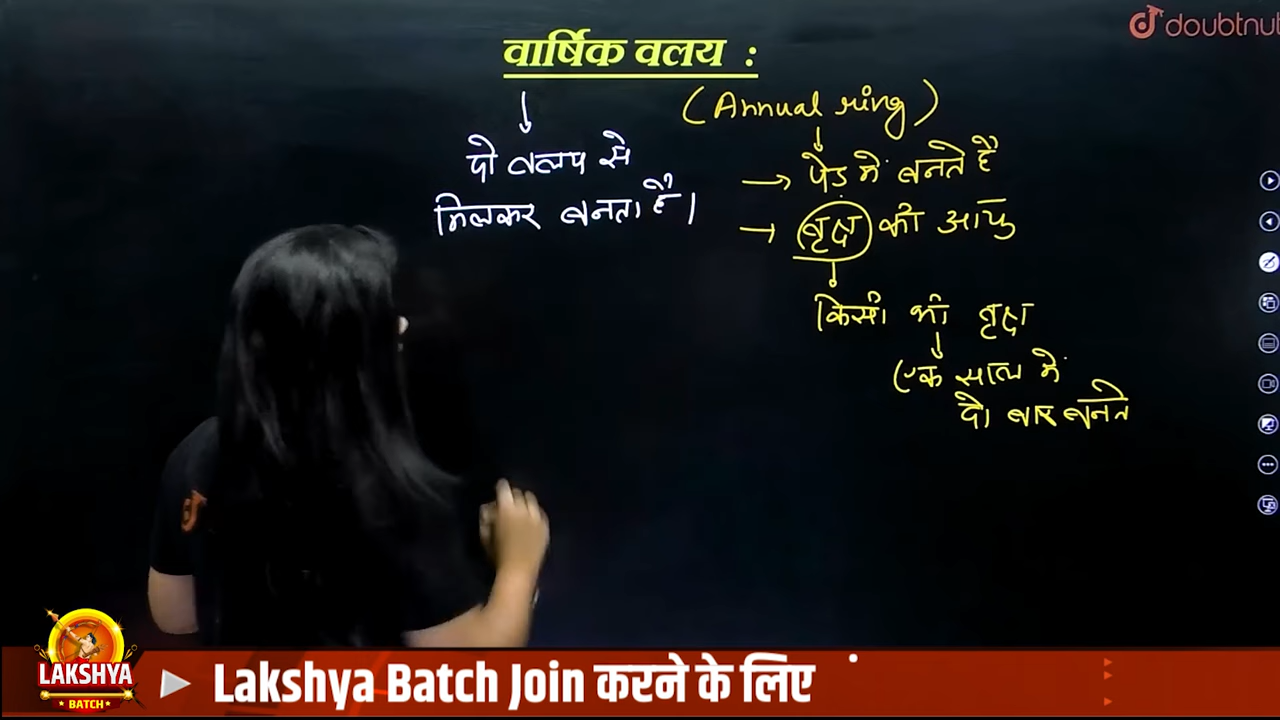 doubtnut
वार्षिक वलय :
(Annual ring)
दो वलय से
मिलकर बनता है।
→ पेड में बनते है
→ वृक्ष की आयु
किसी भी वृक्ष
एक साल में
दो बार बनते
LAKSHYA
BATCH
Lakshya Batch Join करने के लिए